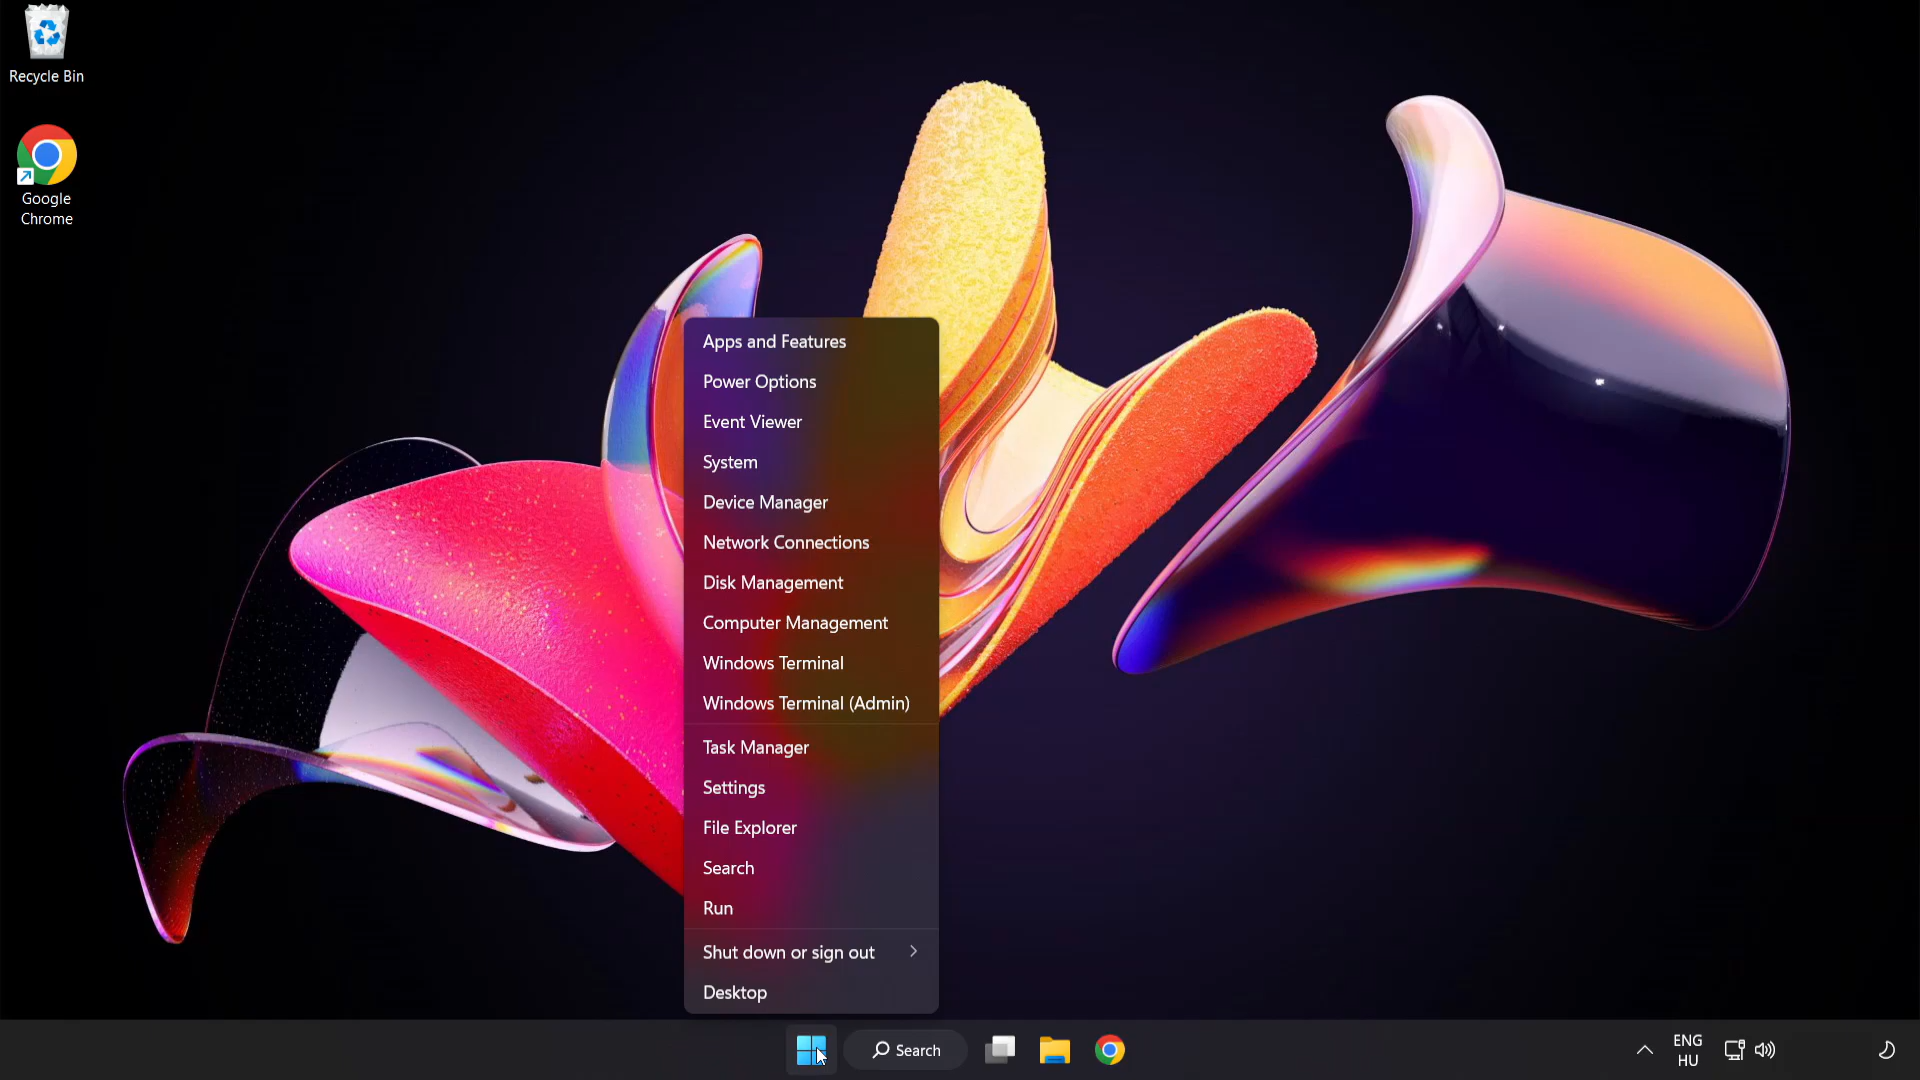 Recycle Bin
Google
Chrome
Apps and Features
Power Options
Event Viewer
System
Device Manager
Network Connections
Disk Management
Computer Management
Windows Terminal
Windows Terminal (Admin)
Task Manager
Settings
File Explorer
Search
Run
Shut down or sign out
Desktop
Search
ENG
HU